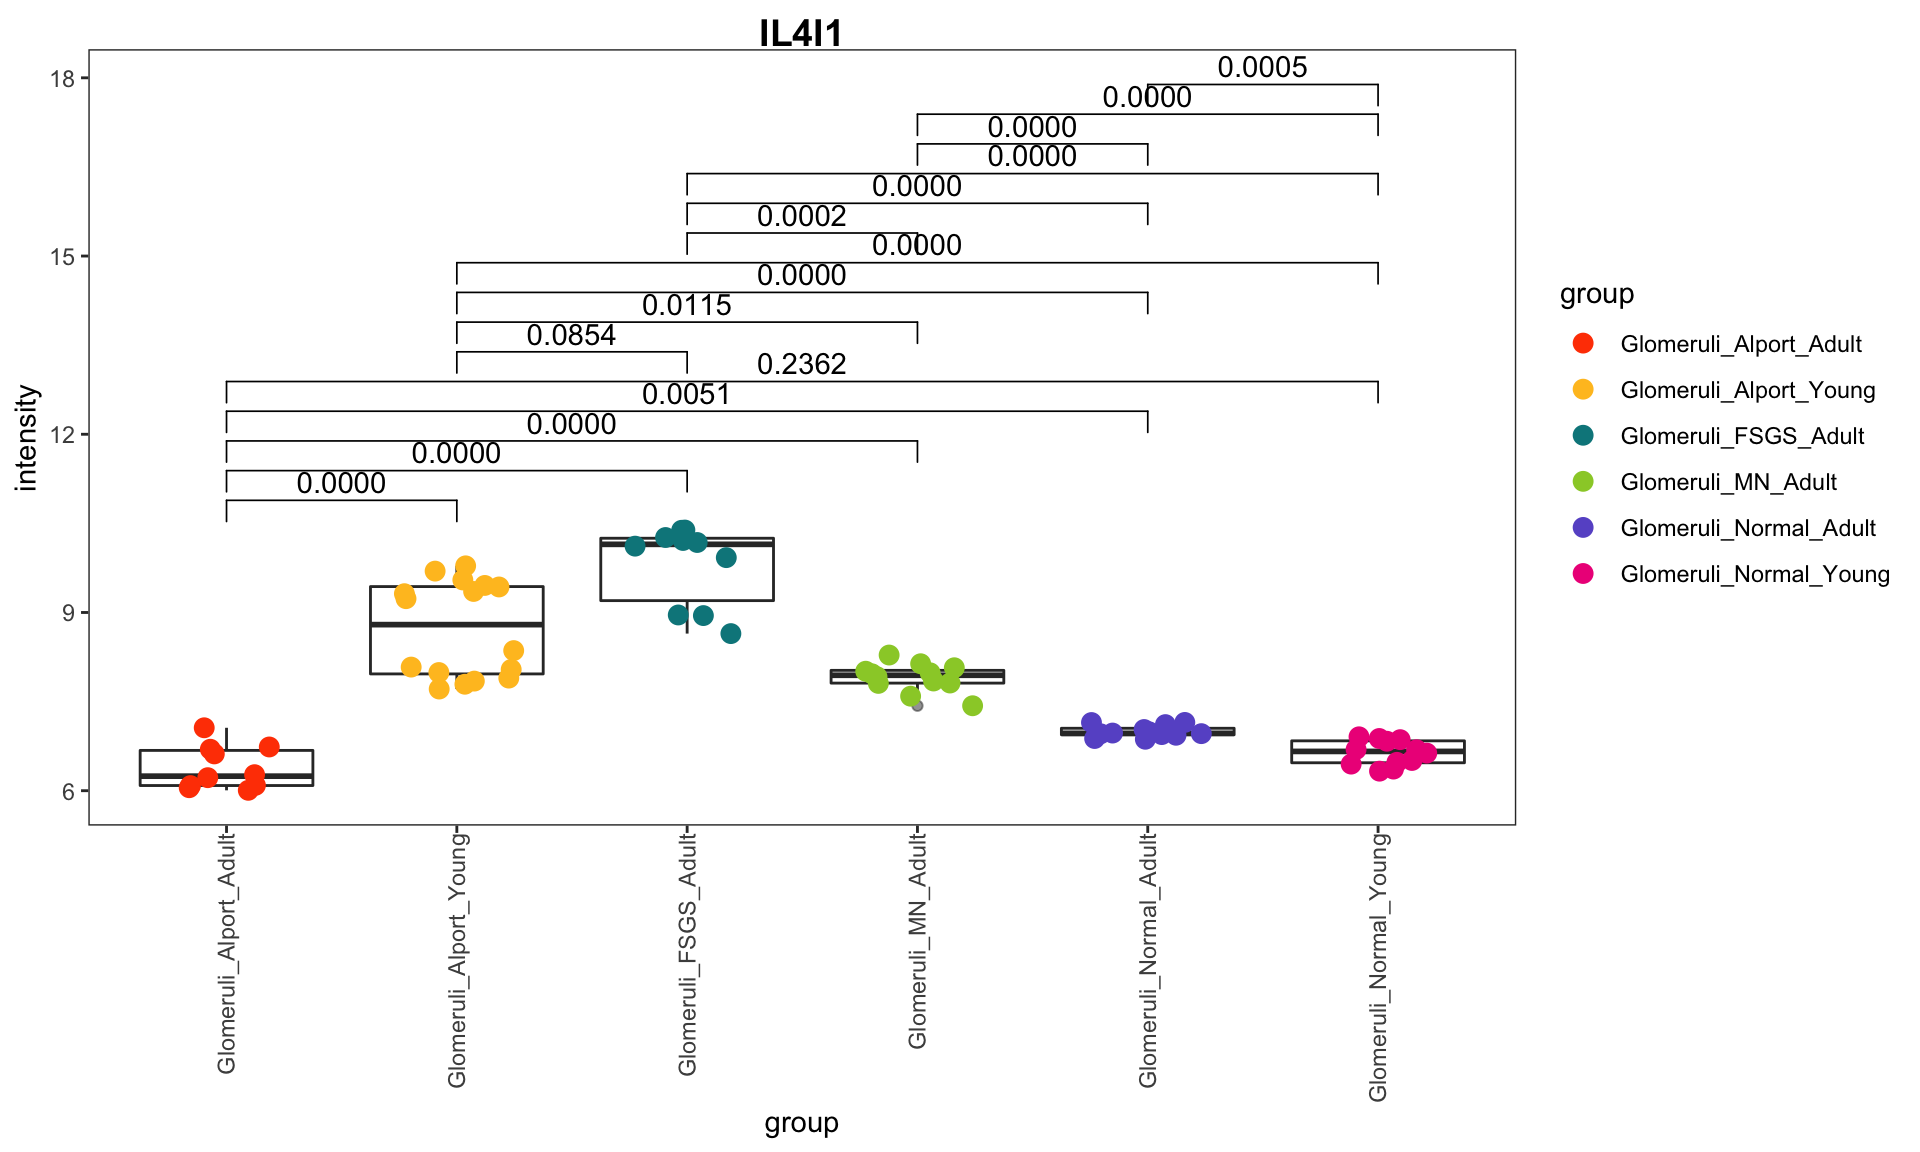 IL4I1
18
15
12
9
6
intensity
0.0005
0.0000
0.0000
0.0000
0.0000
0.0002
0.0000
0.0000
0.0115
0.0854
0.2362
0.0051
0.0000
0.0000
0.0000
Glomeruli_Alport_Adult
Glomeruli_Alport_Young
Glomeruli_FSGS_Adult
Glomeruli_MN_Adult
Glomeruli_Normal_Adult
Glomeruli_Normal_Young
group
group
Glomeruli_Alport_Adult
Glomeruli_Alport_Young
Glomeruli_FSGS_Adult
Glomeruli_MN_Adult
Glomeruli_Normal_Adult
Glomeruli_Normal_Young